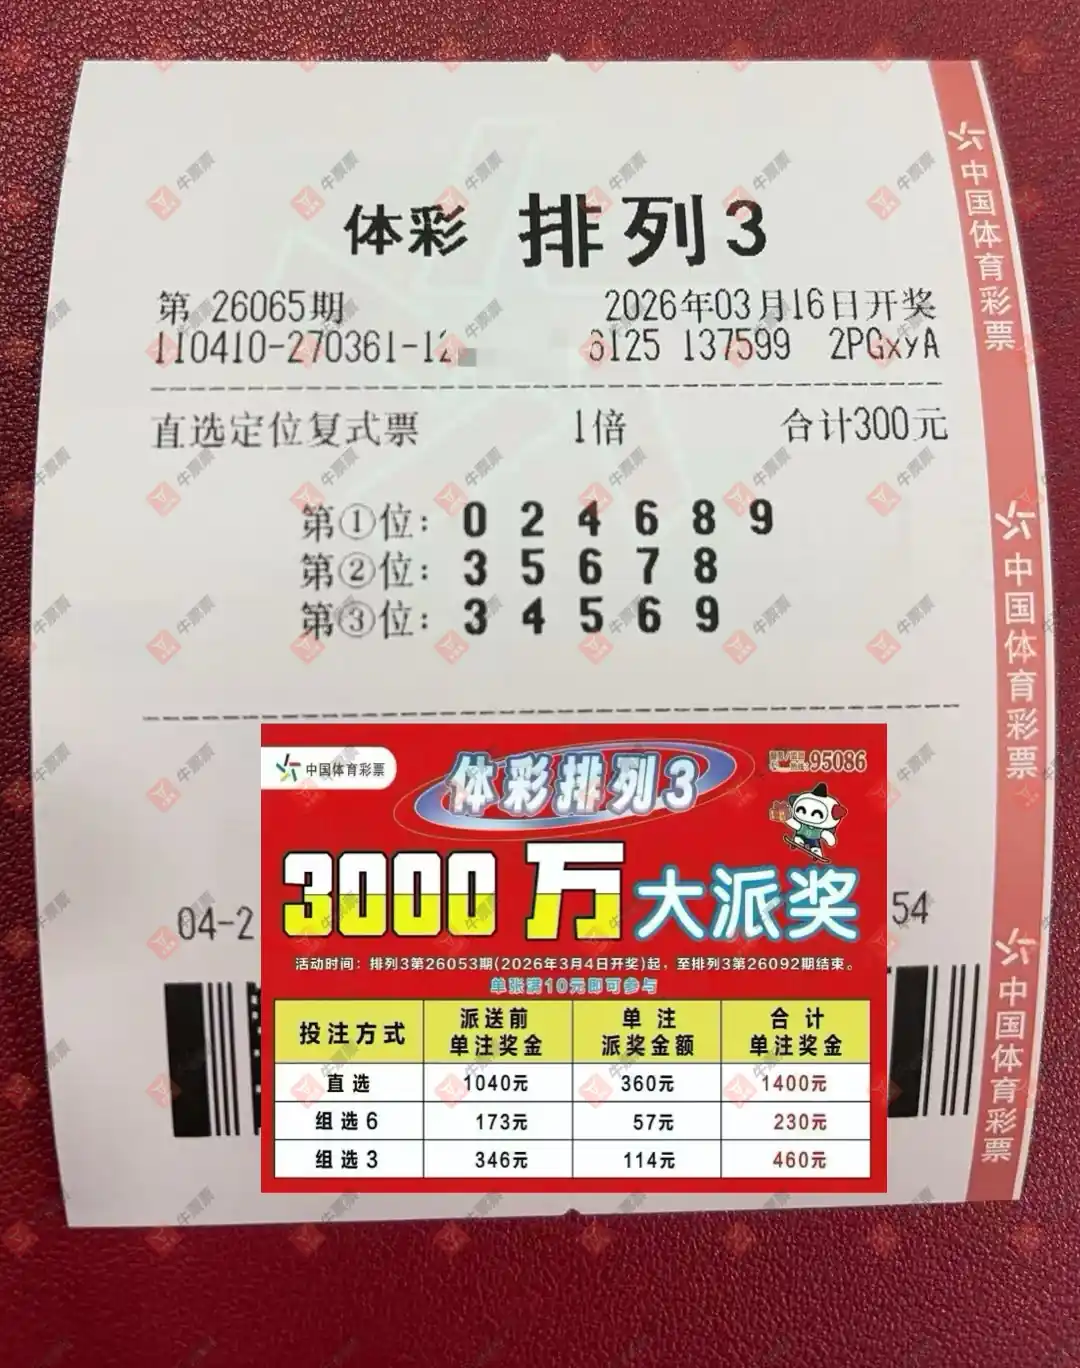 体彩 排列3
第 26065期 2026年03月16日开奖
110410-270361-12 6125 137599 2PGxyA
直选定位复式票 1倍 合计300元
第①位: 0 2 4 6 8 9
第②位: 3 5 6 7 8
第③位: 3 4 5 6 9
中国体育彩票
体彩排列3
95086
3000万大派奖
04-2
54
活动时间：排列3第26053期(2026年3月4日开奖)起，至排列3第26092期结束。
单张满10元即可参与
投注方式 派送前单注奖金 单注派奖金额 合计单注奖金
直选 1040元 360元 1400元
组选6 173元 57元 230元
组选3 346元 114元 460元
中国体育彩票
中国体育彩票
中国体育彩票
牛票票